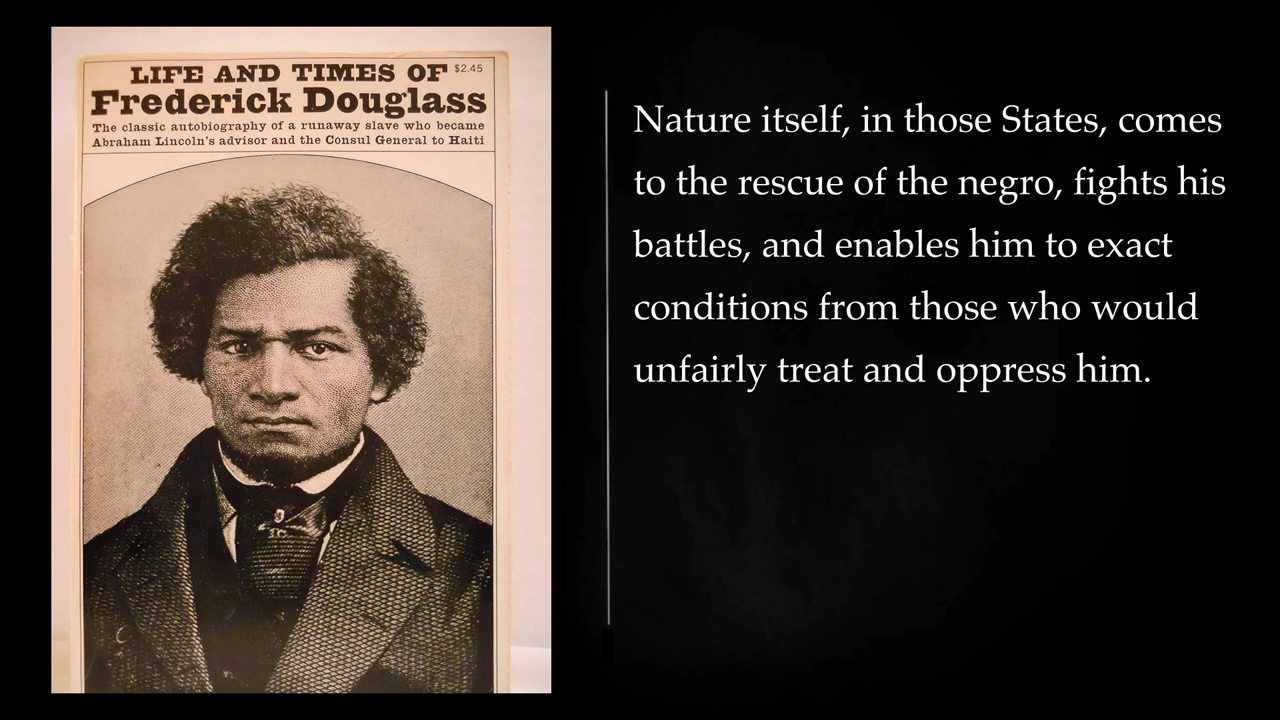 LIFE AND TIMES OF $2.45
Frederick Douglass
The classic autobiography of a runaway slave who became
Abraham Lincoln's advisor and the Consul General to Haiti
Nature itself, in those States, comes
to the rescue of the negro, fights his
battles, and enables him to exact
conditions from those who would
unfairly treat and oppress him.